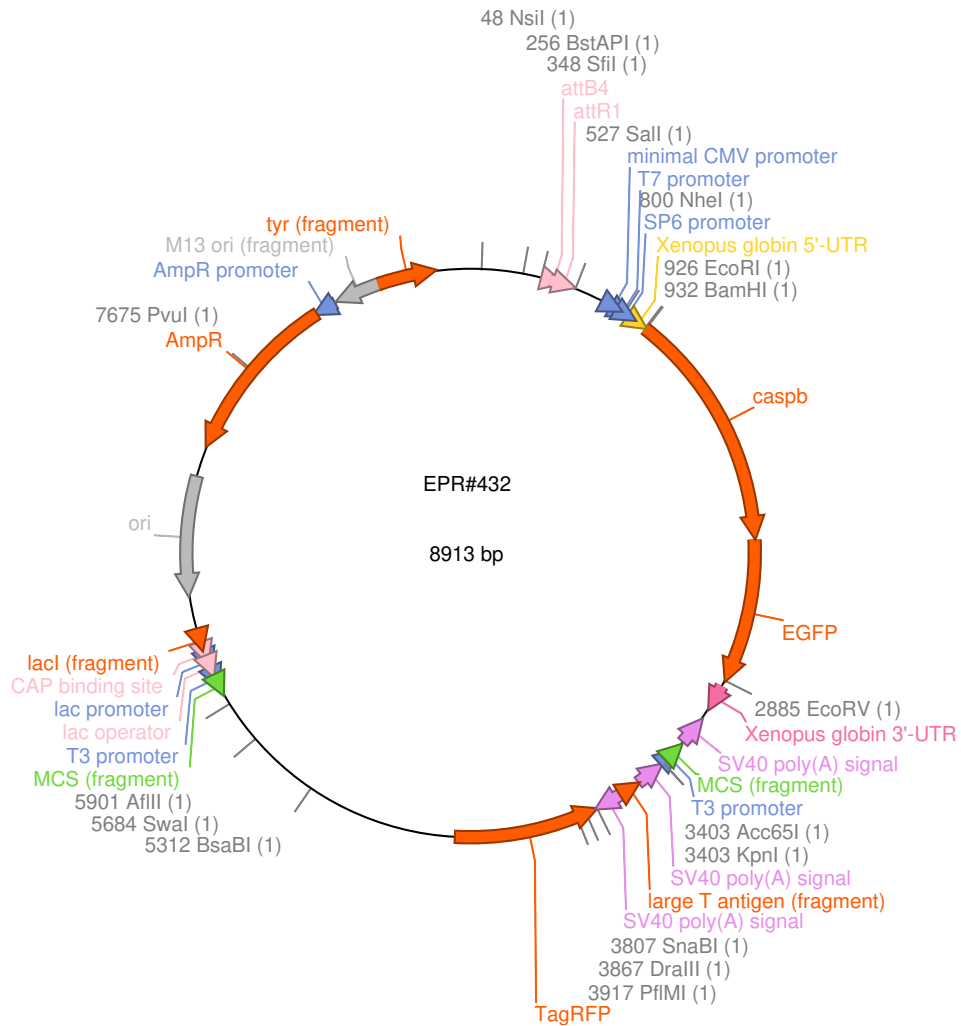 48 NsiI (1)
256 BstAPI (1)
348 SfiI (1)
attB4
attR1
527 SalI (1)
minimal CMV promoter
T7 promoter
800 NheI (1)
SP6 promoter
Xenopus globin 5'-UTR
926 EcoRI (1)
932 BamHI (1)
tyr (fragment)
M13 ori (fragment)
AmpR promoter
7675 PvuI (1)
AmpR
caspb
EPR#432
8913 bp
ori
EGFP
lacI (fragment)
CAP binding site
lac promoter
lac operator
T3 promoter
MCS (fragment)
5901 AflII (1)
5684 SwaI (1)
5312 BsaBI (1)
2885 EcoRV (1)
Xenopus globin 3'-UTR
SV40 poly(A) signal
MCS (fragment)
T3 promoter
3403 Acc65I (1)
3403 KpnI (1)
SV40 poly(A) signal
large T antigen (fragment)
SV40 poly(A) signal
3807 SnaBI (1)
3867 DraIII (1)
3917 PflMI (1)
TagRFP